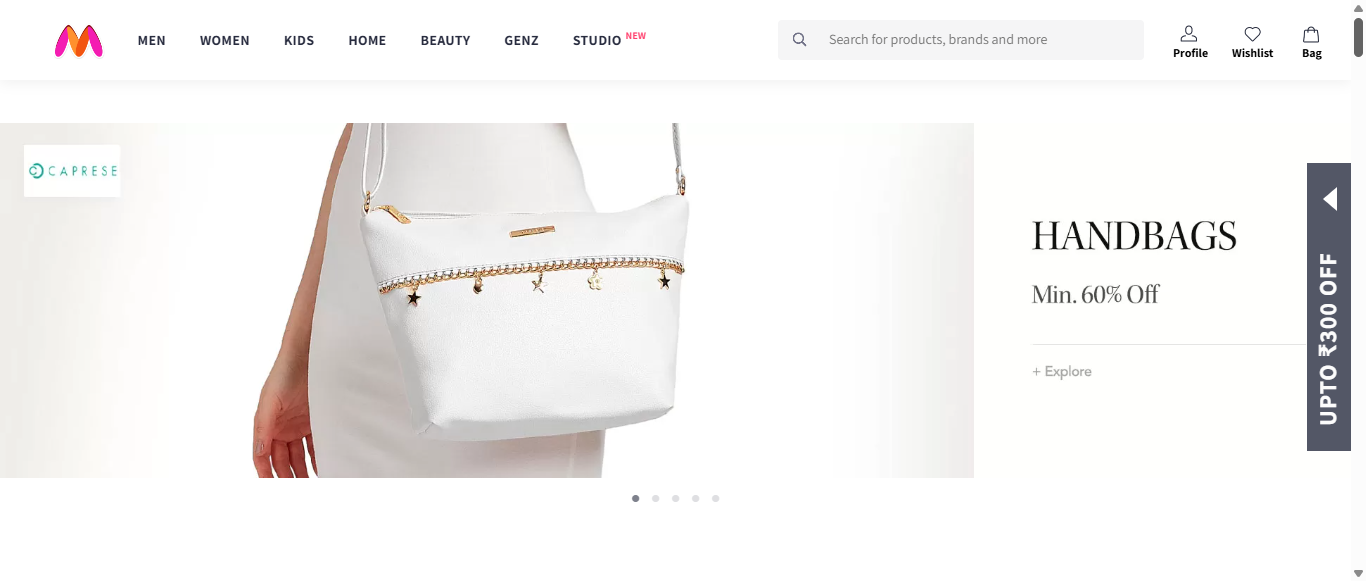 MEN WOMEN KIDS HOME BEAUTY GENZ STUDIO NEW
Search for products, brands and more
Profile Wishlist Bag
CAPRESE
HANDBAGS
Min. 60% Off
+ Explore
UPTO ₹300 OFF